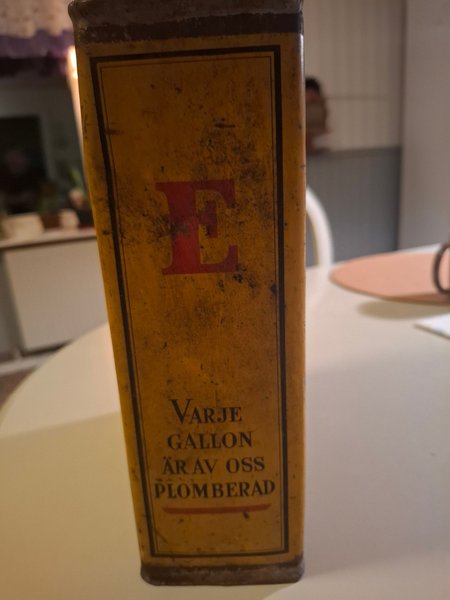 E
VARJE
GALLON
ÄR AV OSS
PLOMBERAD